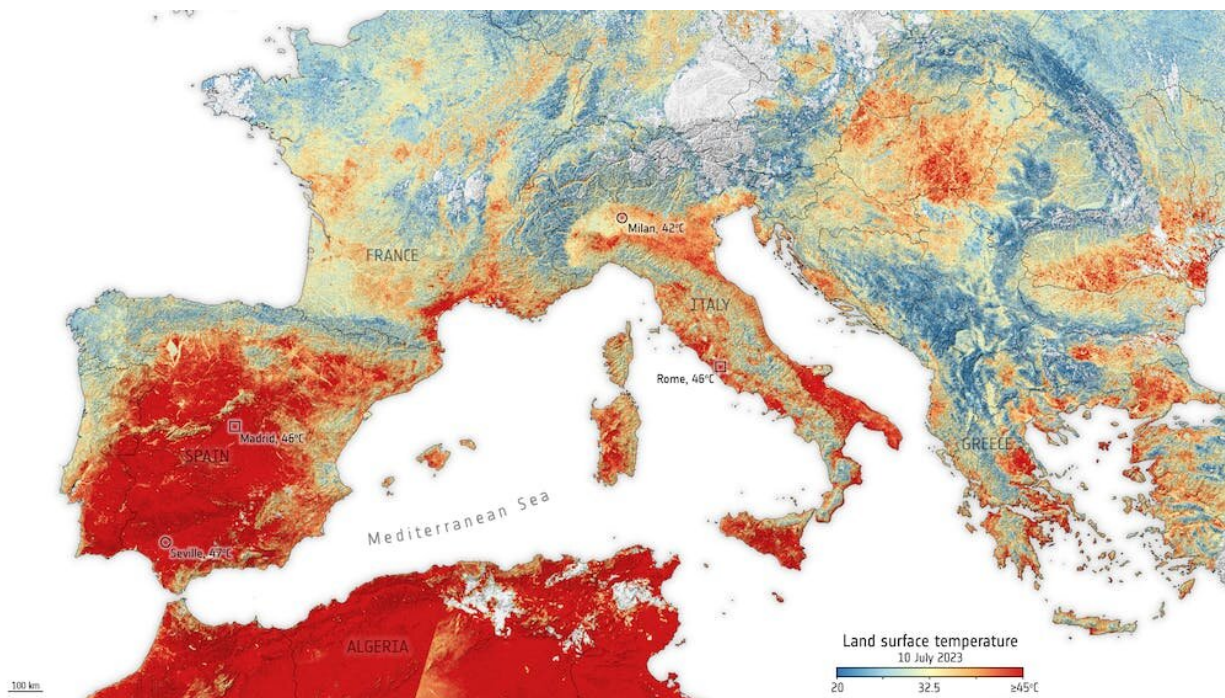 Milan, 42°C
FRANCE
ITALY
Rome, 46°C
Madrid, 46°C
SPAIN
GREECE
Mediterranean Sea
Seville, 47°C
ALGERIA
Land surface temperature
10 July 2023
20 32.5 ≥45°C
100 km